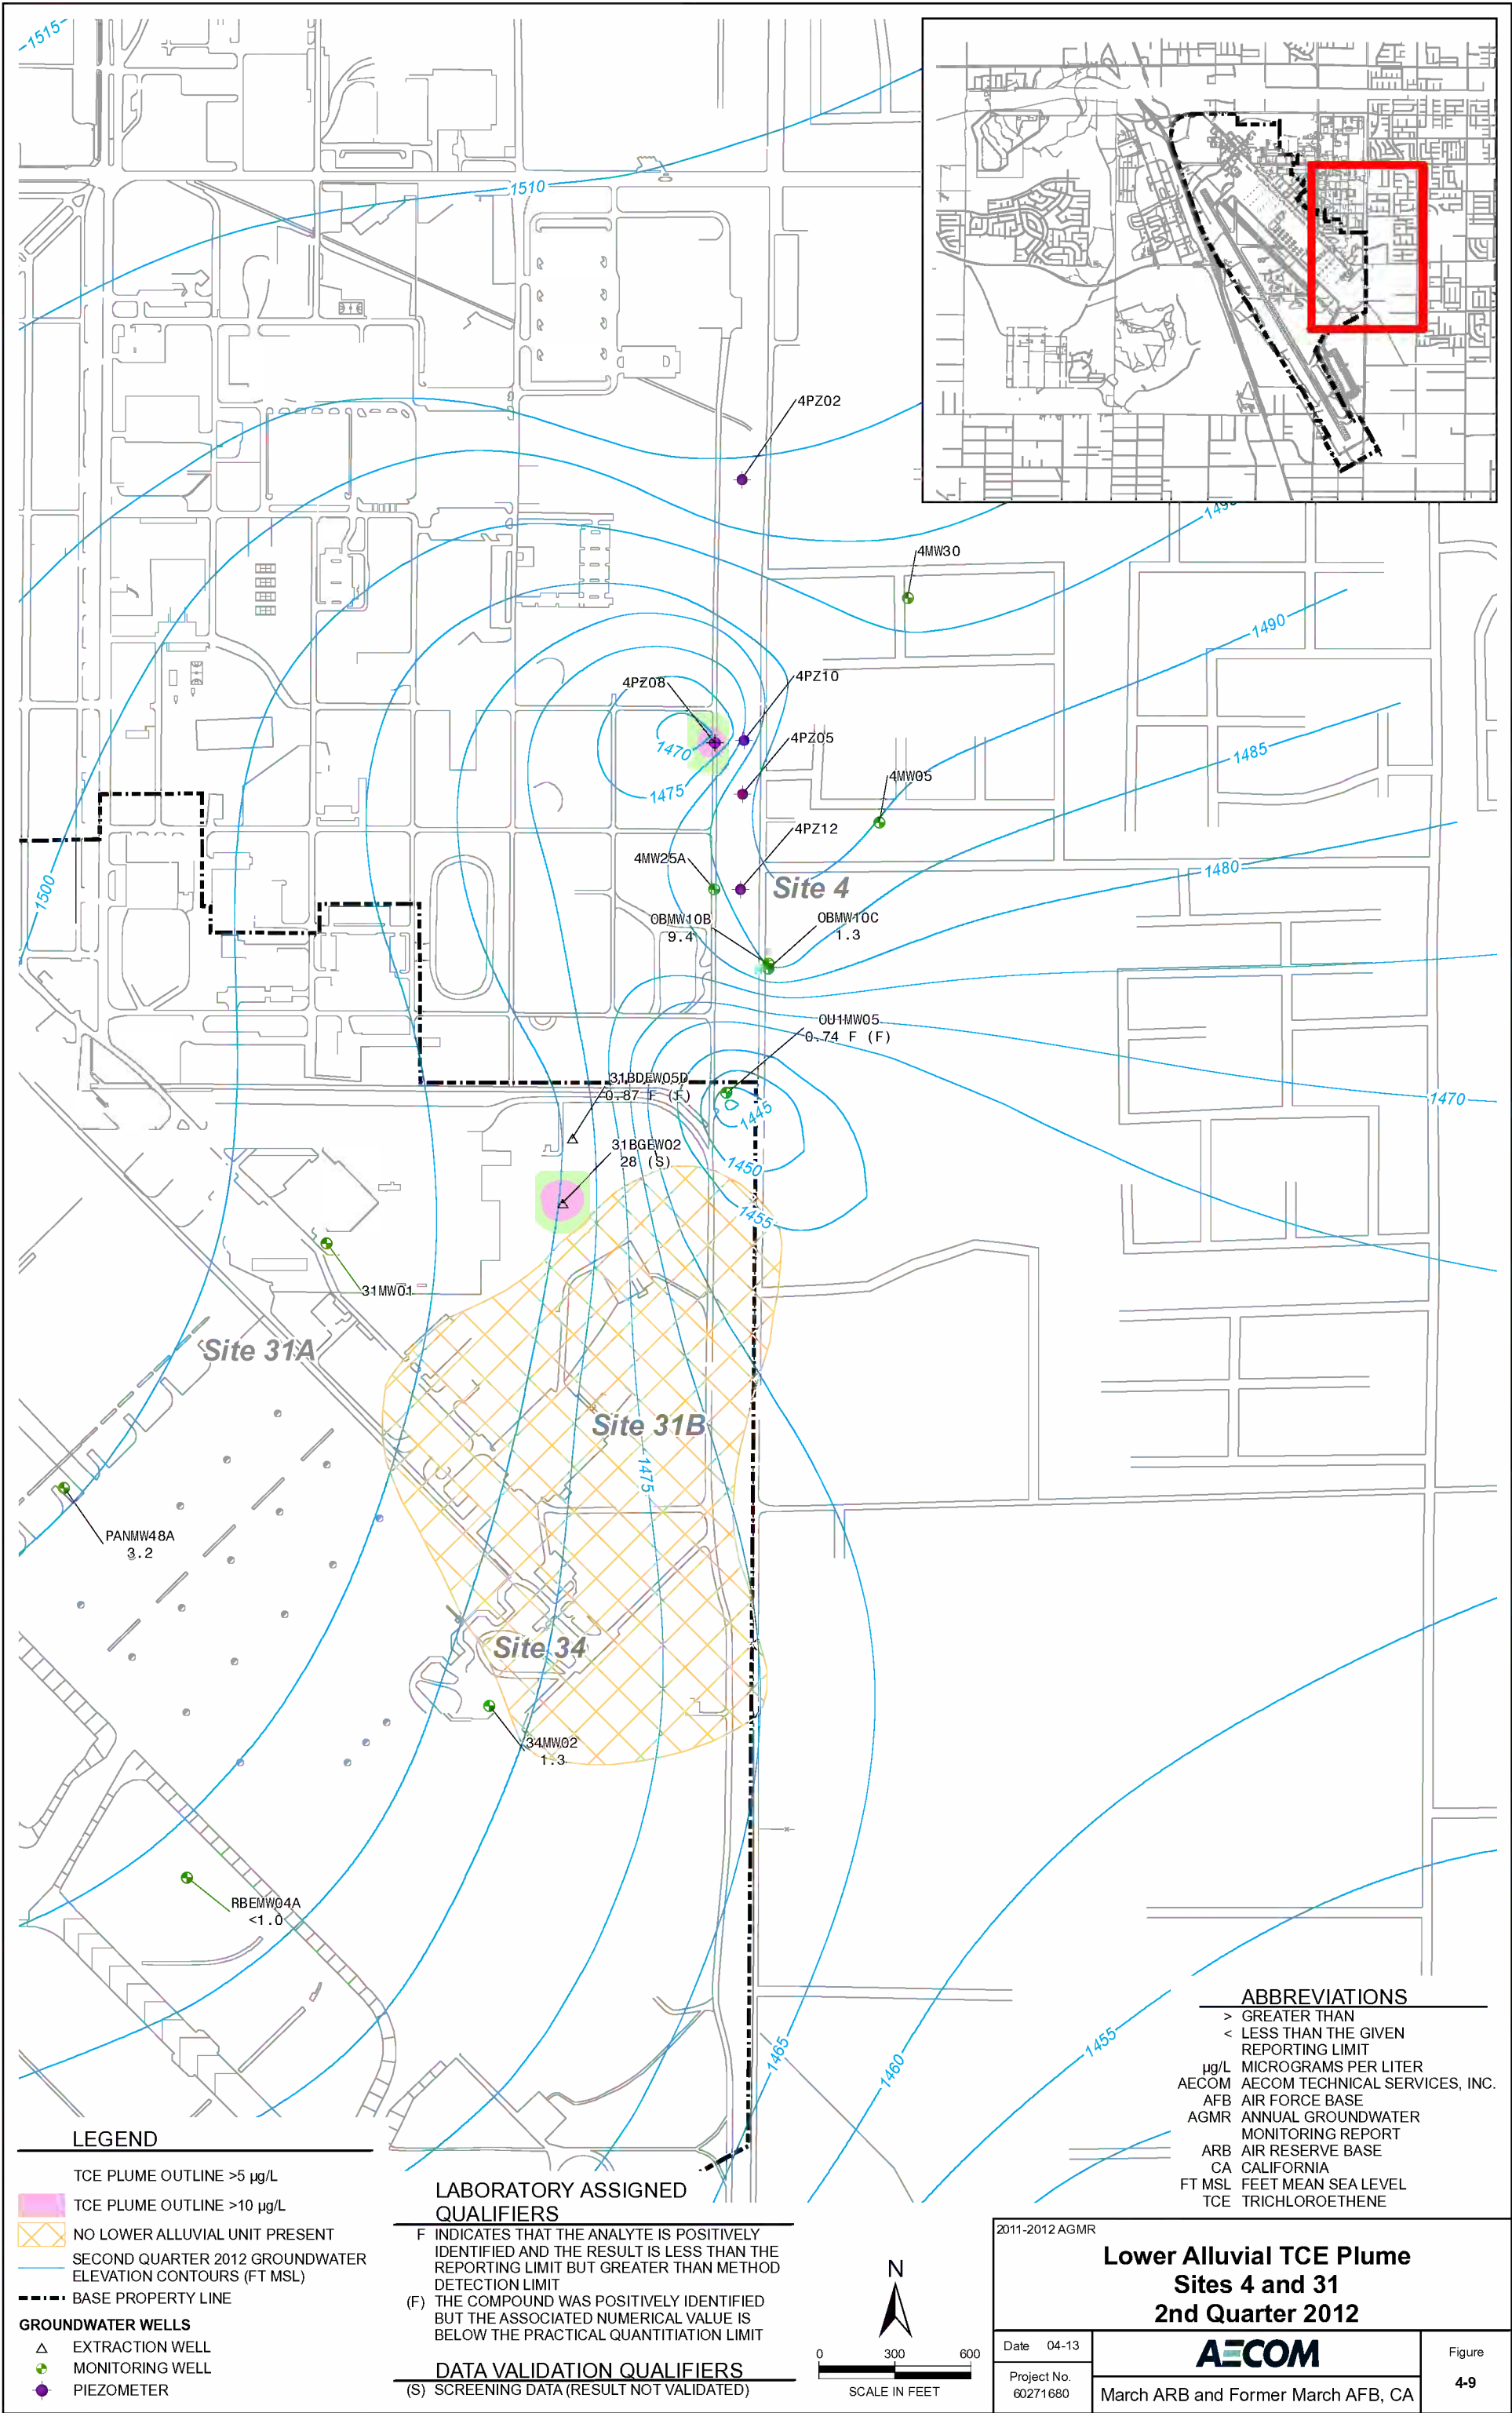 1515
1510
4PZ02
4MW30
1490
4PZ08
4PZ10
1470
4PZ05
1485
1475
4MW05
4PZ12
4MW25A
1480
Site 4
1500
OBMW10B
9.4
OBMW10C
1.3
OU1MW05
0.74 F (F)
31BDEW05D
0.87 F (F)
1445
1470
31BGEW02
28 (S)
1450
1455
31MW01
Site 31A
Site 31B
1475
PANMW48A
3.2
Site 34
34MW02
1.3
RBEMW04A
<1.0
1465
1460
1455
ABBREVIATIONS
> GREATER THAN
< LESS THAN THE GIVEN
REPORTING LIMIT
µg/L MICROGRAMS PER LITER
AECOM AECOM TECHNICAL SERVICES, INC.
AFB AIR FORCE BASE
AGMR ANNUAL GROUNDWATER
MONITORING REPORT
ARB AIR RESERVE BASE
CA CALIFORNIA
FT MSL FEET MEAN SEA LEVEL
TCE TRICHLOROETHENE
LEGEND
TCE PLUME OUTLINE >5 µg/L
TCE PLUME OUTLINE >10 µg/L
NO LOWER ALLUVIAL UNIT PRESENT
SECOND QUARTER 2012 GROUNDWATER
ELEVATION CONTOURS (FT MSL)
BASE PROPERTY LINE
GROUNDWATER WELLS
EXTRACTION WELL
MONITORING WELL
PIEZOMETER
LABORATORY ASSIGNED
QUALIFIERS
F INDICATES THAT THE ANALYTE IS POSITIVELY
IDENTIFIED AND THE RESULT IS LESS THAN THE
REPORTING LIMIT BUT GREATER THAN METHOD
DETECTION LIMIT
(F) THE COMPOUND WAS POSITIVELY IDENTIFIED
BUT THE ASSOCIATED NUMERICAL VALUE IS
BELOW THE PRACTICAL QUANTITIATION LIMIT
DATA VALIDATION QUALIFIERS
(S) SCREENING DATA (RESULT NOT VALIDATED)
N
0 300 600
SCALE IN FEET
2011-2012 AGMR
Lower Alluvial TCE Plume
Sites 4 and 31
2nd Quarter 2012
Date 04-13
Project No.
60271680
AECOM
March ARB and Former March AFB, CA
Figure
4-9